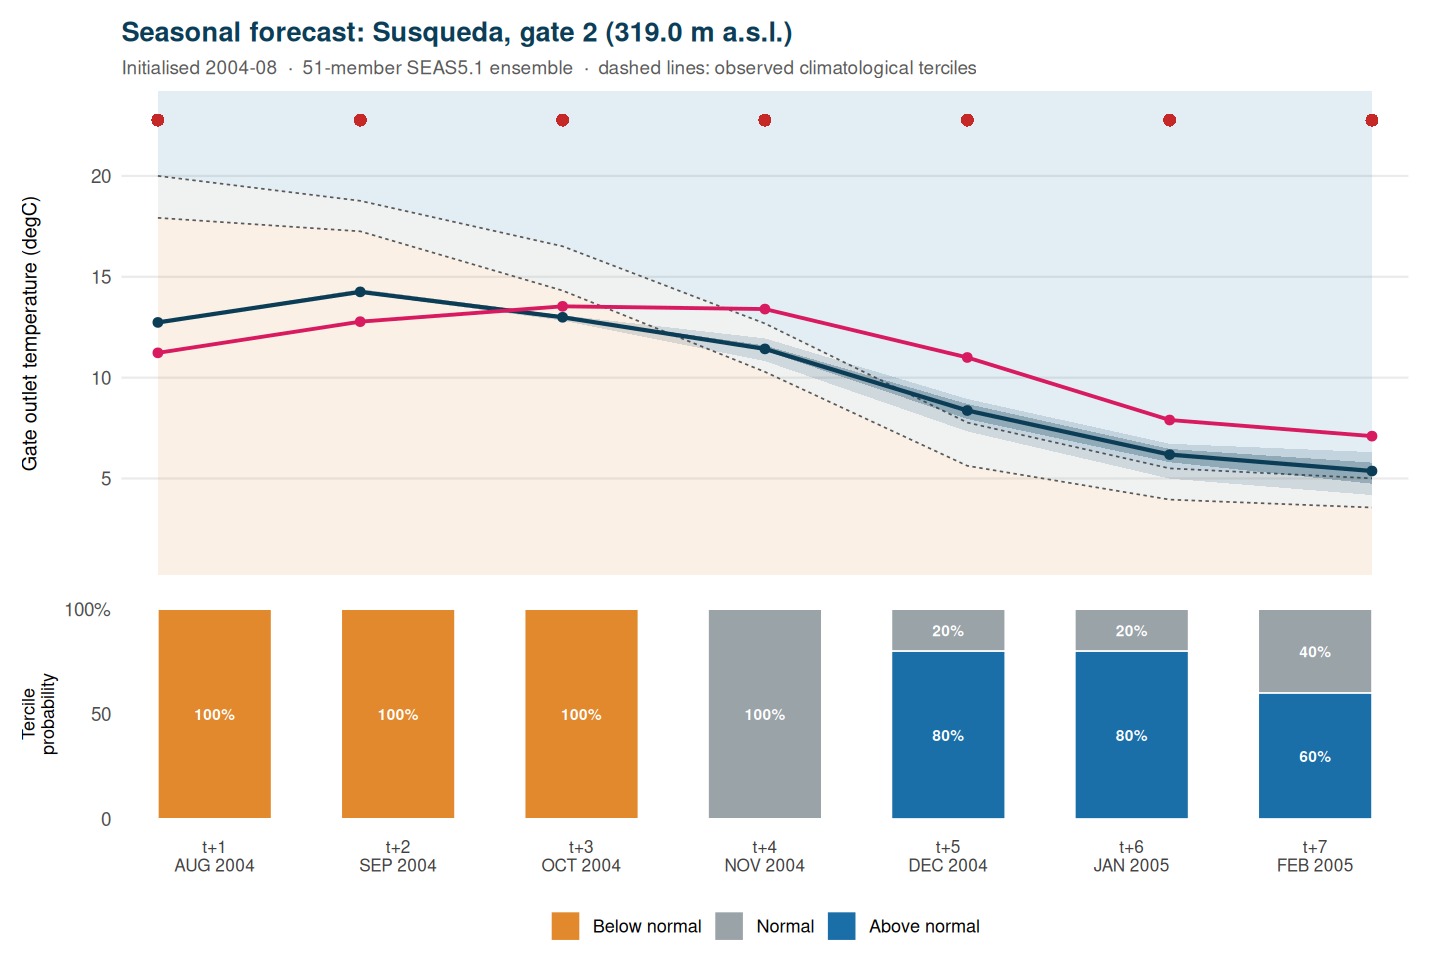 Seasonal forecast: Susqueda, gate 2 (319.0 m a.s.l.)
Initialised 2004-08 · 51-member SEAS5.1 ensemble · dashed lines: observed climatological terciles
Gate outlet temperature (degC)
20
15
10
5
Tercile
probability
100%
50
0
100%
100%
100%
100%
20%
80%
20%
80%
40%
60%
t+1
AUG 2004
t+2
SEP 2004
t+3
OCT 2004
t+4
NOV 2004
t+5
DEC 2004
t+6
JAN 2005
t+7
FEB 2005
Below normal
Normal
Above normal